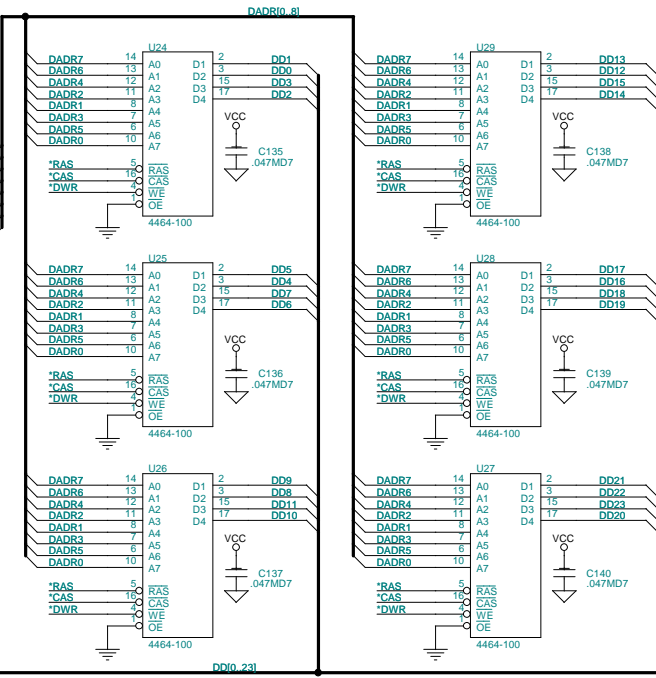 DADR[0..8]
U24
DADR7 14 A0 D1 2 DD1
DADR6 13 A1 D2 3 DD0
DADR4 12 A2 D3 15 DD3
DADR2 11 A3 D4 17 DD2
DADR1 8 A4
DADR3 7 A5
DADR5 6 A6
DADR0 10 A7
*RAS 5 RAS
*CAS 16 CAS
*DWR 4 WE
1 OE
4464-100
VCC
C135
.047MD7
U29
DADR7 14 A0 D1 2 DD13
DADR6 13 A1 D2 3 DD12
DADR4 12 A2 D3 15 DD15
DADR2 11 A3 D4 17 DD14
DADR1 8 A4
DADR3 7 A5
DADR5 6 A6
DADR0 10 A7
*RAS 5 RAS
*CAS 16 CAS
*DWR 4 WE
1 OE
4464-100
VCC
C138
.047MD7
U25
DADR7 14 A0 D1 2 DD5
DADR6 13 A1 D2 3 DD4
DADR4 12 A2 D3 15 DD7
DADR2 11 A3 D4 17 DD6
DADR1 8 A4
DADR3 7 A5
DADR5 6 A6
DADR0 10 A7
*RAS 5 RAS
*CAS 16 CAS
*DWR 4 WE
1 OE
4464-100
VCC
C136
.047MD7
U28
DADR7 14 A0 D1 2 DD17
DADR6 13 A1 D2 3 DD16
DADR4 12 A2 D3 15 DD18
DADR2 11 A3 D4 17 DD19
DADR1 8 A4
DADR3 7 A5
DADR5 6 A6
DADR0 10 A7
*RAS 5 RAS
*CAS 16 CAS
*DWR 4 WE
1 OE
4464-100
VCC
C139
.047MD7
U26
DADR7 14 A0 D1 2 DD9
DADR6 13 A1 D2 3 DD8
DADR4 12 A2 D3 15 DD11
DADR2 11 A3 D4 17 DD10
DADR1 8 A4
DADR3 7 A5
DADR5 6 A6
DADR0 10 A7
*RAS 5 RAS
*CAS 16 CAS
*DWR 4 WE
1 OE
4464-100
VCC
C137
.047MD7
U27
DADR7 14 A0 D1 2 DD21
DADR6 13 A1 D2 3 DD22
DADR4 12 A2 D3 15 DD23
DADR2 11 A3 D4 17 DD20
DADR1 8 A4
DADR3 7 A5
DADR5 6 A6
DADR0 10 A7
*RAS 5 RAS
*CAS 16 CAS
*DWR 4 WE
1 OE
4464-100
VCC
C140
.047MD7
DD[0..23]